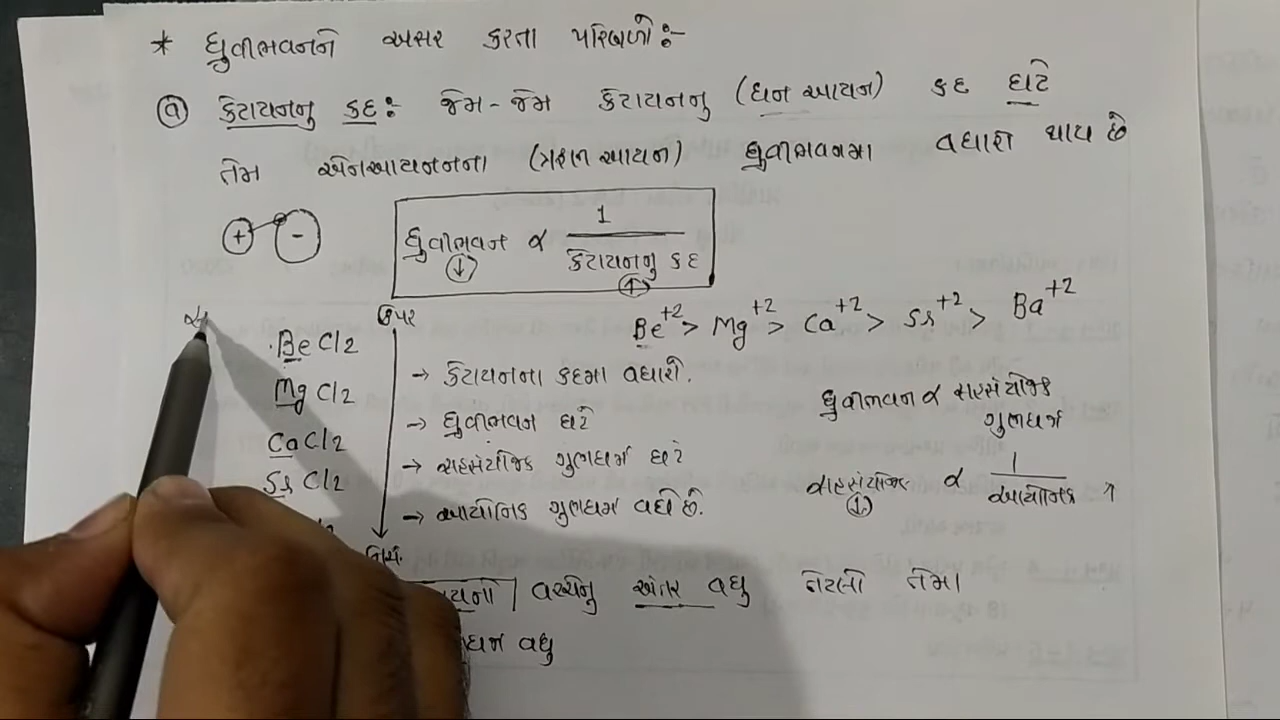 * ધ્રુવીભવનને અસર કરતા પરિબળો:-
(૧) કેટાયનનુ કદ: જેમ-જેમ કેટાયનનુ (ધન આયન) કદ ઘટે
તેમ એનઆયનનના (ઋણ આયન) ધ્રુવીભવનમા વધારો થાય છે
+ -
ધ્રુવીભવન ∝ 1 / કેટાયનનુ કદ
↓ ↑
Be+2 > Mg+2 > Ca+2 > Sr+2 > Ba+2
ઉપર
BeCl2
MgCl2
CaCl2
SrCl2
નીચે
→ કેટાયનના કદમા વધારો.
→ ધ્રુવીભવન ઘટે
→ સહસંયોજક ગુણધર્મ ઘટે
→ આયોનિક ગુણધર્મ વધે છે.
ધ્રુવીભવન ∝ સહસંયોજક
ગુણધર્મ
સહસંયોજક ↓ ∝ 1 / આયોનિક ↑
વચ્ચેનુ અંતર વધુ તેટલી તેમા
વધુ